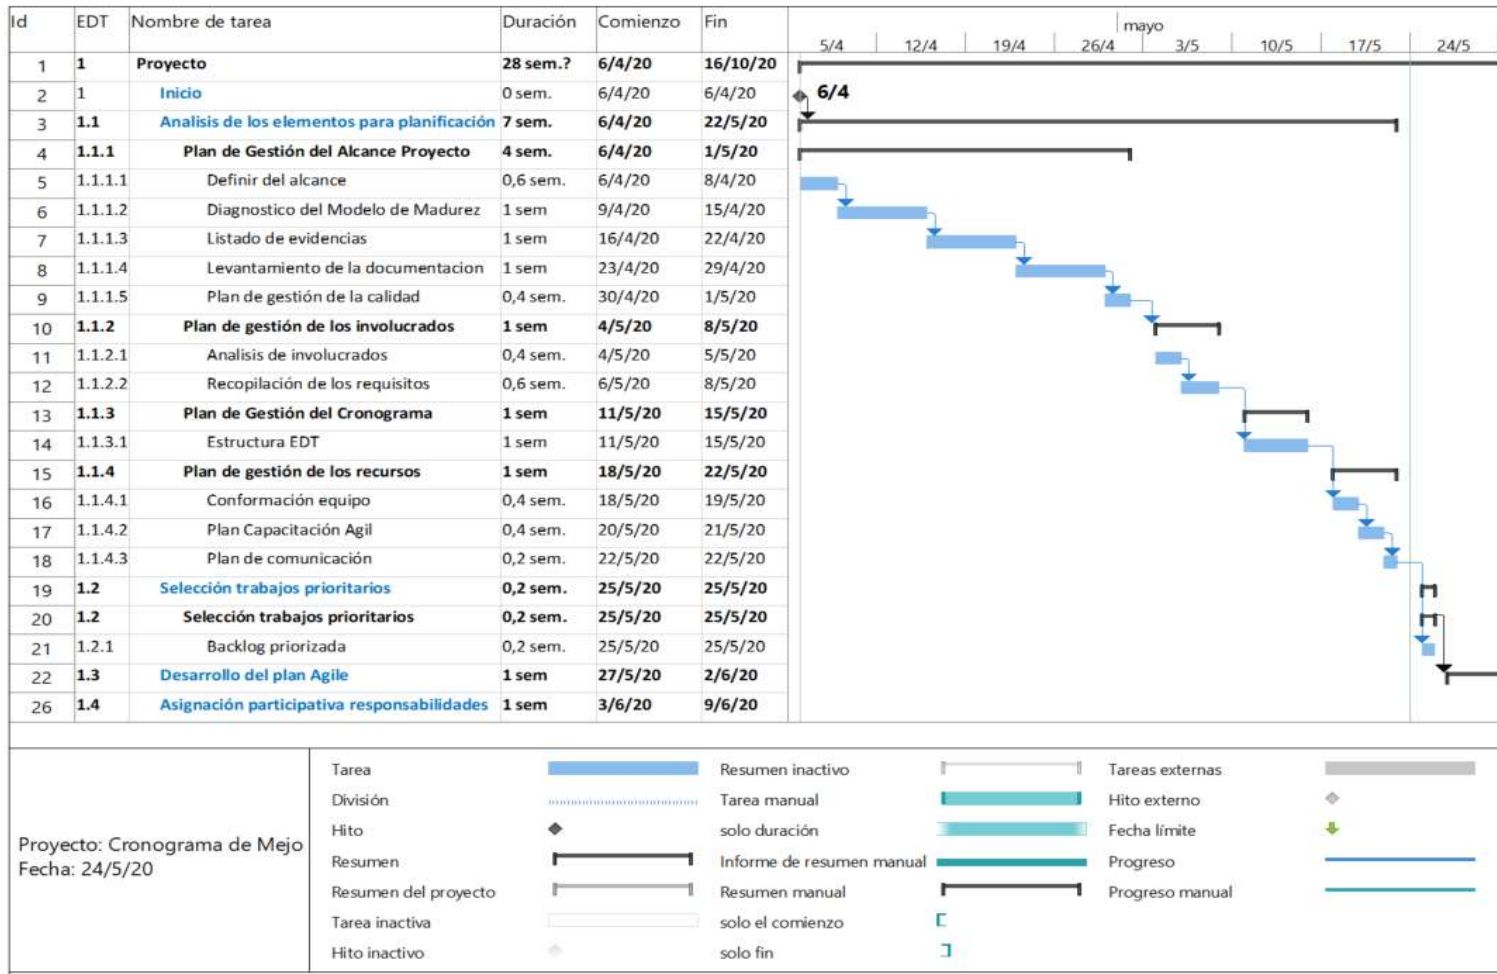 Id EDT Nombre de tarea Duración Comienzo Fin mayo
5/4 12/4 19/4 26/4 3/5 10/5 17/5 24/5
1 1 Proyecto 28 sem.? 6/4/20 16/10/20
2 1 Inicio 0 sem. 6/4/20 6/4/20 6/4
3 1.1 Analisis de los elementos para planificación 7 sem. 6/4/20 22/5/20
4 1.1.1 Plan de Gestión del Alcance Proyecto 4 sem. 6/4/20 1/5/20
5 1.1.1.1 Definir del alcance 0,6 sem. 6/4/20 8/4/20
6 1.1.1.2 Diagnostico del Modelo de Madurez 1 sem 9/4/20 15/4/20
7 1.1.1.3 Listado de evidencias 1 sem 16/4/20 22/4/20
8 1.1.1.4 Levantamiento de la documentacion 1 sem 23/4/20 29/4/20
9 1.1.1.5 Plan de gestión de la calidad 0,4 sem. 30/4/20 1/5/20
10 1.1.2 Plan de gestión de los involucrados 1 sem 4/5/20 8/5/20
11 1.1.2.1 Analisis de involucrados 0,4 sem. 4/5/20 5/5/20
12 1.1.2.2 Recopilación de los requisitos 0,6 sem. 6/5/20 8/5/20
13 1.1.3 Plan de Gestión del Cronograma 1 sem 11/5/20 15/5/20
14 1.1.3.1 Estructura EDT 1 sem 11/5/20 15/5/20
15 1.1.4 Plan de gestión de los recursos 1 sem 18/5/20 22/5/20
16 1.1.4.1 Conformación equipo 0,4 sem. 18/5/20 19/5/20
17 1.1.4.2 Plan Capacitación Agil 0,4 sem. 20/5/20 21/5/20
18 1.1.4.3 Plan de comunicación 0,2 sem. 22/5/20 22/5/20
19 1.2 Selección trabajos prioritarios 0,2 sem. 25/5/20 25/5/20
20 1.2 Selección trabajos prioritarios 0,2 sem. 25/5/20 25/5/20
21 1.2.1 Backlog priorizada 0,2 sem. 25/5/20 25/5/20
22 1.3 Desarrollo del plan Agile 1 sem 27/5/20 2/6/20
26 1.4 Asignación participativa responsabilidades 1 sem 3/6/20 9/6/20
Proyecto: Cronograma de Mejo
Fecha: 24/5/20
Tarea
División
Hito
Resumen
Resumen del proyecto
Tarea inactiva
Hito inactivo
Resumen inactivo
Tarea manual
solo duración
Informe de resumen manual
Resumen manual
solo el comienzo
solo fin
Tareas externas
Hito externo
Fecha límite
Progreso
Progreso manual